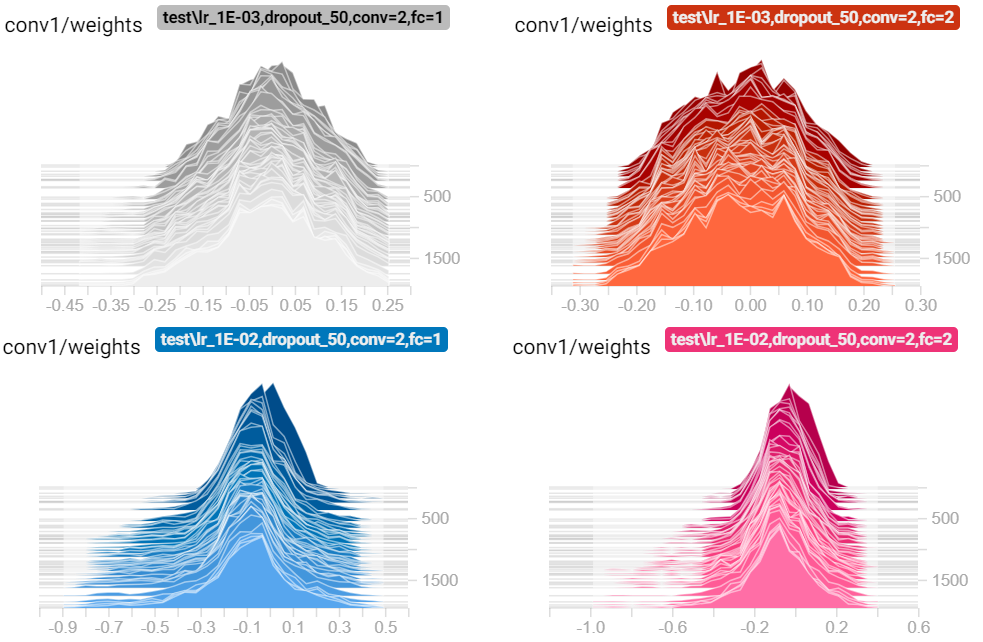 conv1/weights test\lr_1E-03,dropout_50,conv=2,fc=1
500
1500
-0.45 -0.35 -0.25 -0.15 -0.05 0.05 0.15 0.25
conv1/weights test\lr_1E-03,dropout_50,conv=2,fc=2
500
1500
-0.30 -0.20 -0.10 0.00 0.10 0.20 0.30
conv1/weights test\lr_1E-02,dropout_50,conv=2,fc=1
500
1500
-0.9 -0.7 -0.5 -0.3 -0.1 0.1 0.3 0.5
conv1/weights test\lr_1E-02,dropout_50,conv=2,fc=2
500
1500
-1.0 -0.6 -0.2 0.2 0.6